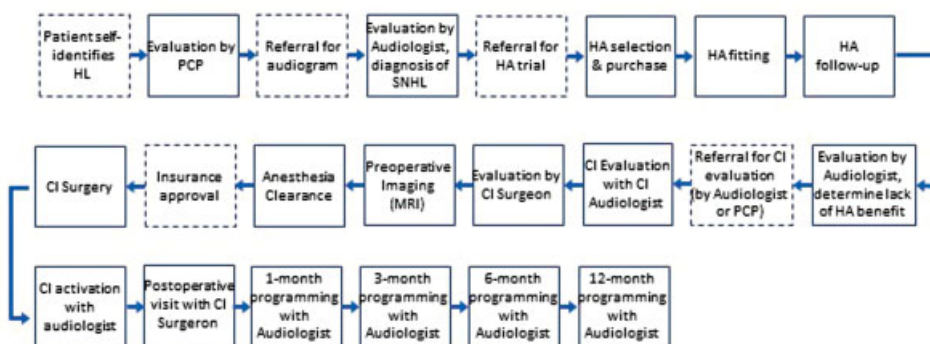 Patient self-
identifies
HL
Evaluation by
PCP
Referral for
audiogram
Evaluation by
Audiologist,
diagnosis of
SNHL
Referral for
HA trial
HA selection
& purchase
HA fitting
HA
follow-up
Evaluation by
Audiologist,
determine lack
of HA benefit
Referral for CI
evaluation
(by Audiologist
or PCP)
CI Evaluation
with CI
Audiologist
Evaluation by
CI Surgeon
Preoperative
Imaging
(MRI)
Anesthesia
Clearance
Insurance
approval
CI Surgery
CI activation
with
audiologist
Postoperative
visit with CI
Surgeron
1-month
programming
with
Audiologist
3-month
programming
with
Audiologist
6-month
programming
with
Audiologist
12-month
programming
with
Audiologist